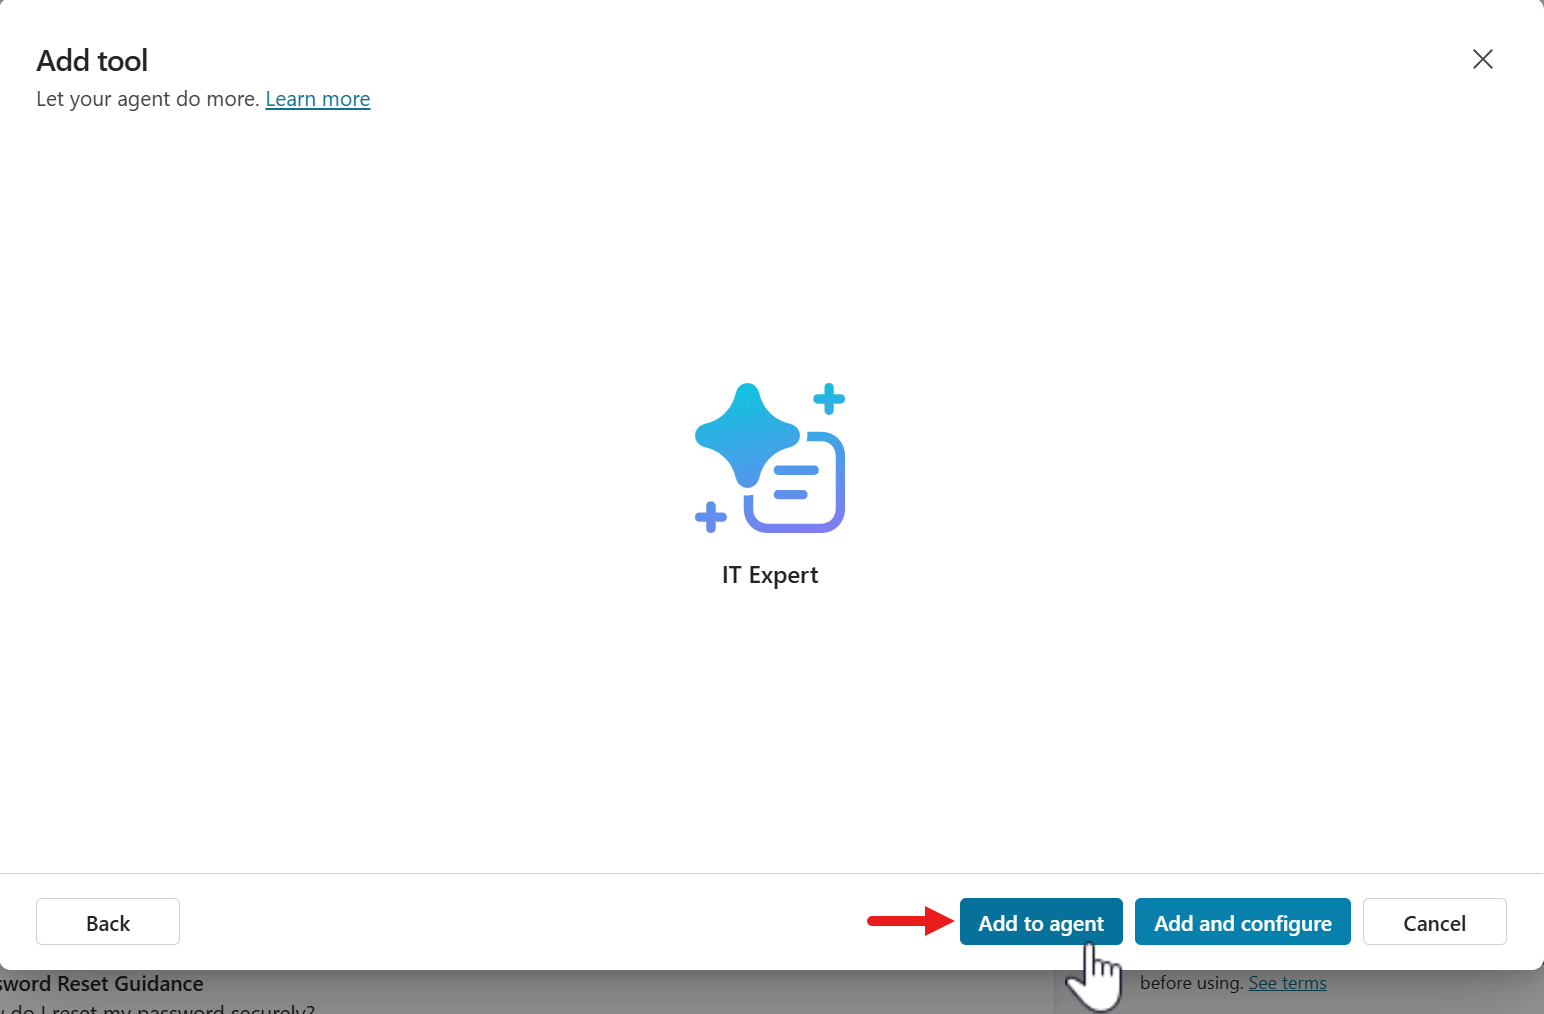 Add tool
Let your agent do more. Learn more
IT Expert
Back
Add to agent
Add and configure
Cancel
sword Reset Guidance
before using. See terms
do I reset my password securely?